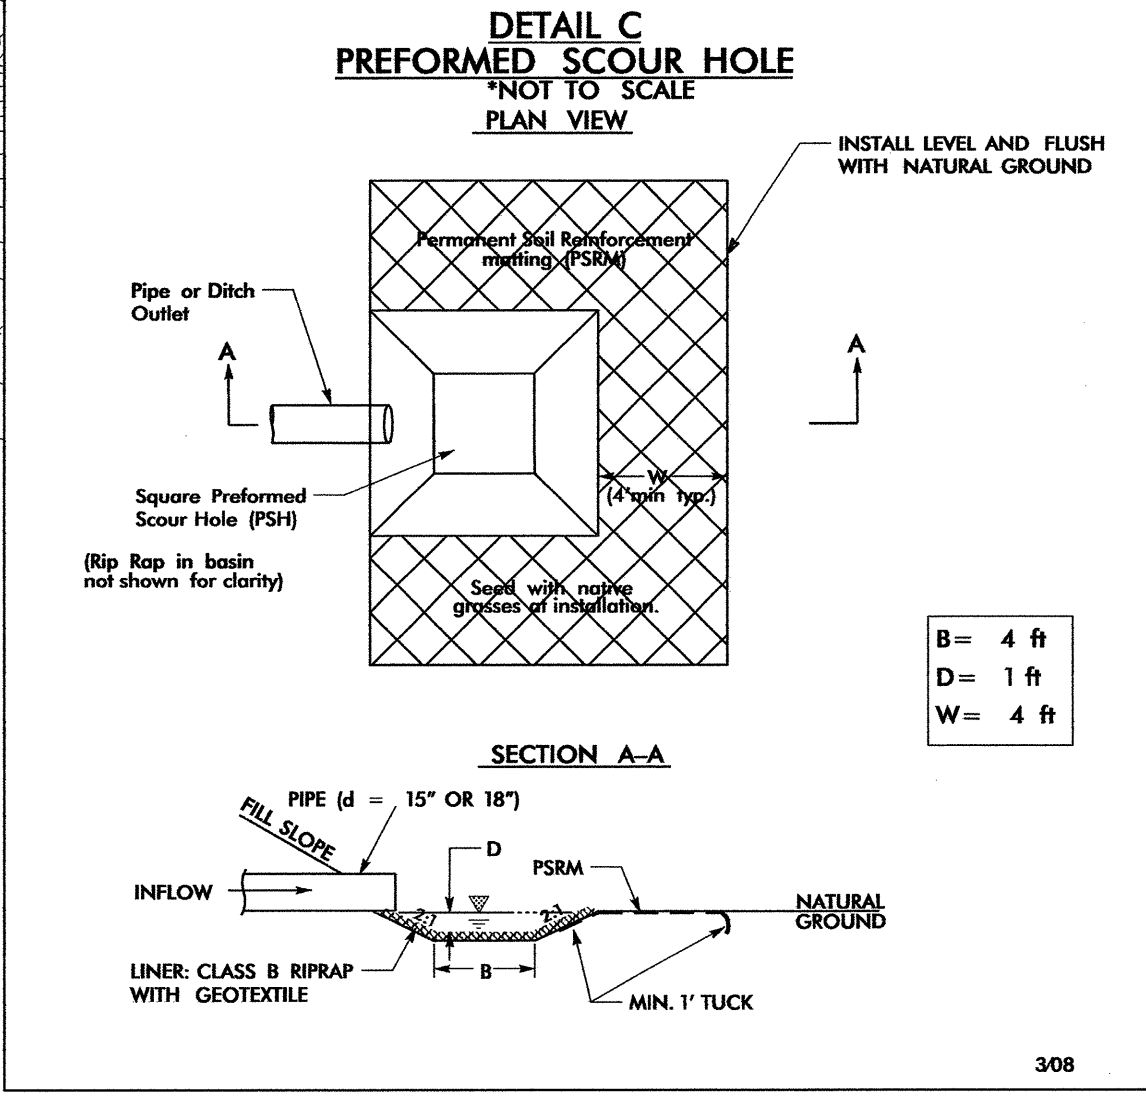 DETAIL C
PREFORMED SCOUR HOLE
*NOT TO SCALE
PLAN VIEW
INSTALL LEVEL AND FLUSH
WITH NATURAL GROUND
Permanent Soil Reinforcement
matting (PSRM)
Pipe or Ditch
Outlet
A
A
W
(4'min typ.)
Square Preformed
Scour Hole (PSH)
(Rip Rap in basin
not shown for clarity)
Seed with native
grasses at installation.
B= 4 ft
D= 1 ft
W= 4 ft
SECTION A-A
PIPE (d = 15" OR 18")
FILL SLOPE
D
PSRM
INFLOW
2:1
2:1
NATURAL
GROUND
B
LINER: CLASS B RIPRAP
WITH GEOTEXTILE
MIN. 1' TUCK
3/08